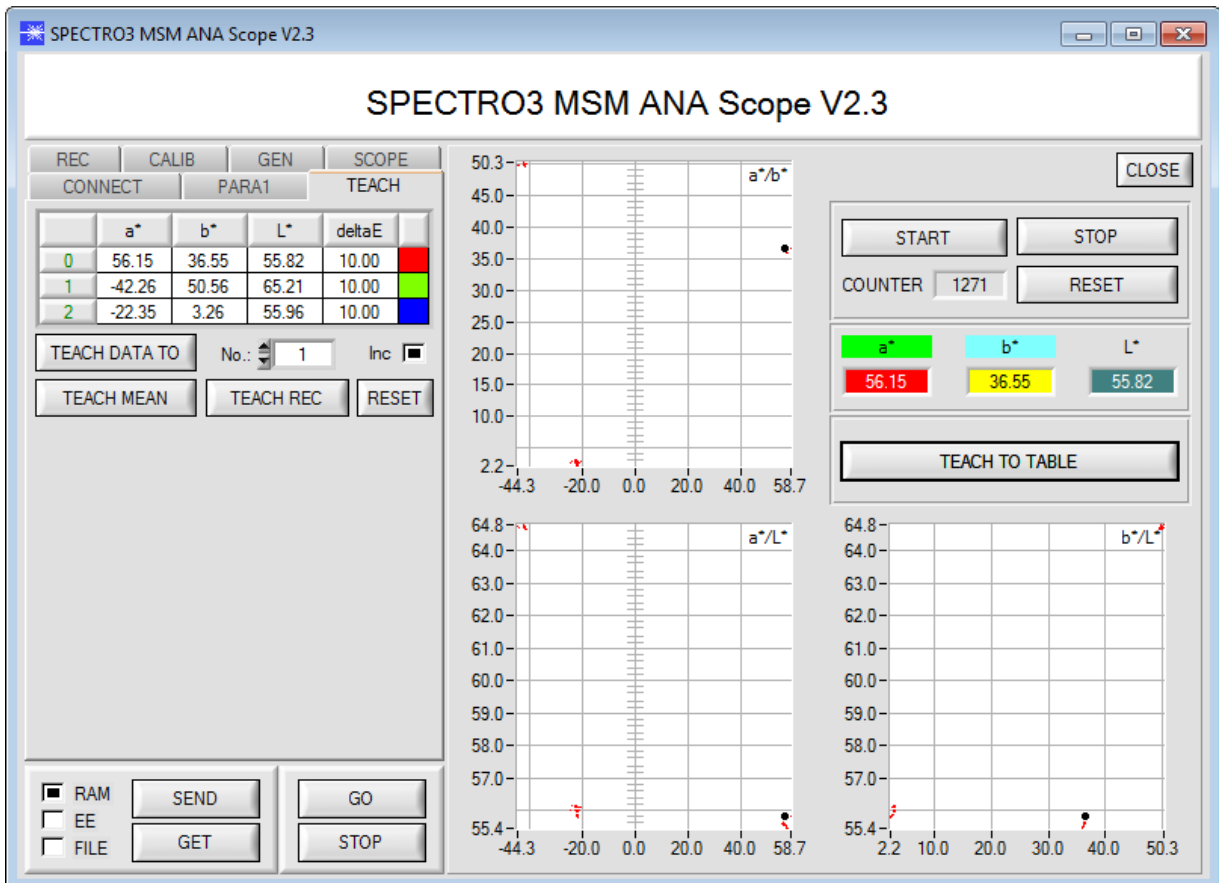 SPECTRO3 MSM ANA Scope V2.3
SPECTRO3 MSM ANA Scope V2.3
REC CALIB GEN SCOPE
CONNECT PARA1 TEACH
a* b* L* deltaE
0 56.15 36.55 55.82 10.00
1 -42.26 50.56 65.21 10.00
2 -22.35 3.26 55.96 10.00
TEACH DATA TO No.: 1 Inc
TEACH MEAN TEACH REC RESET
RAM SEND GO
EE
FILE GET STOP
a*/b*
50.3
45.0
40.0
35.0
30.0
25.0
20.0
15.0
10.0
2.2
-44.3 -20.0 0.0 20.0 40.0 58.7
CLOSE
START STOP
COUNTER 1271 RESET
a* b* L*
56.15 36.55 55.82
TEACH TO TABLE
a*/L*
64.8
64.0
63.0
62.0
61.0
60.0
59.0
58.0
57.0
55.4
-44.3 -20.0 0.0 20.0 40.0 58.7
b*/L*
64.8
64.0
63.0
62.0
61.0
60.0
59.0
58.0
57.0
55.4
2.2 10.0 20.0 30.0 40.0 50.3